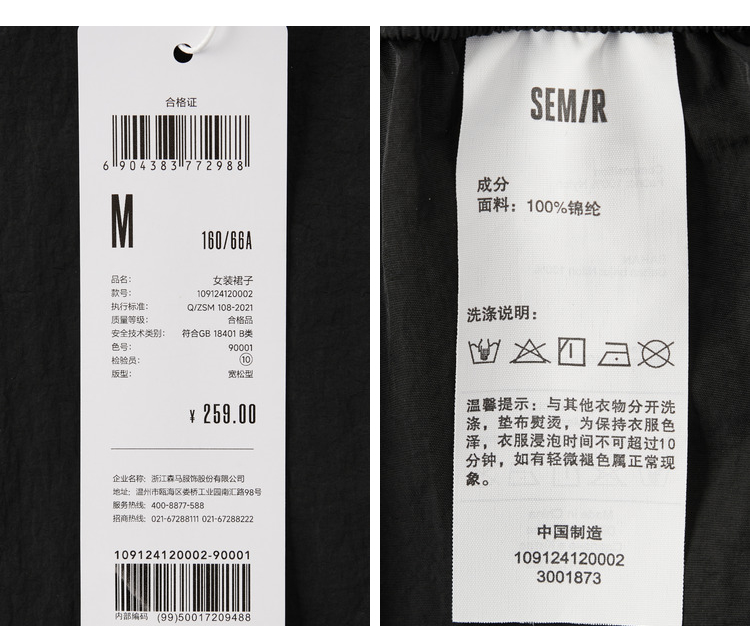 合格证
6 904383 772988
M
160/66A
品名: 女装裙子
款号: 109124120002
执行标准: Q/ZSM 108-2021
质量等级: 合格品
安全技术类别: 符合GB 18401 B类
色号: 90001
检验员: ⑩
版型: 宽松型
¥ 259.00
企业名称: 浙江森马服饰股份有限公司
地址: 温州市瓯海区娄桥工业园南汇路98号
服务热线: 400-8877-588
招商热线: 021-67288111 021-67288222
109124120002-90001
内部编码 (99)50017209488
SEMIR
成分
面料: 100%锦纶
洗涤说明:
温馨提示: 与其他衣物分开洗
涤, 垫布熨烫, 为保持衣服色
泽, 衣服浸泡时间不可超过10
分钟, 如有轻微褪色属正常现
象。
中国制造
109124120002
3001873